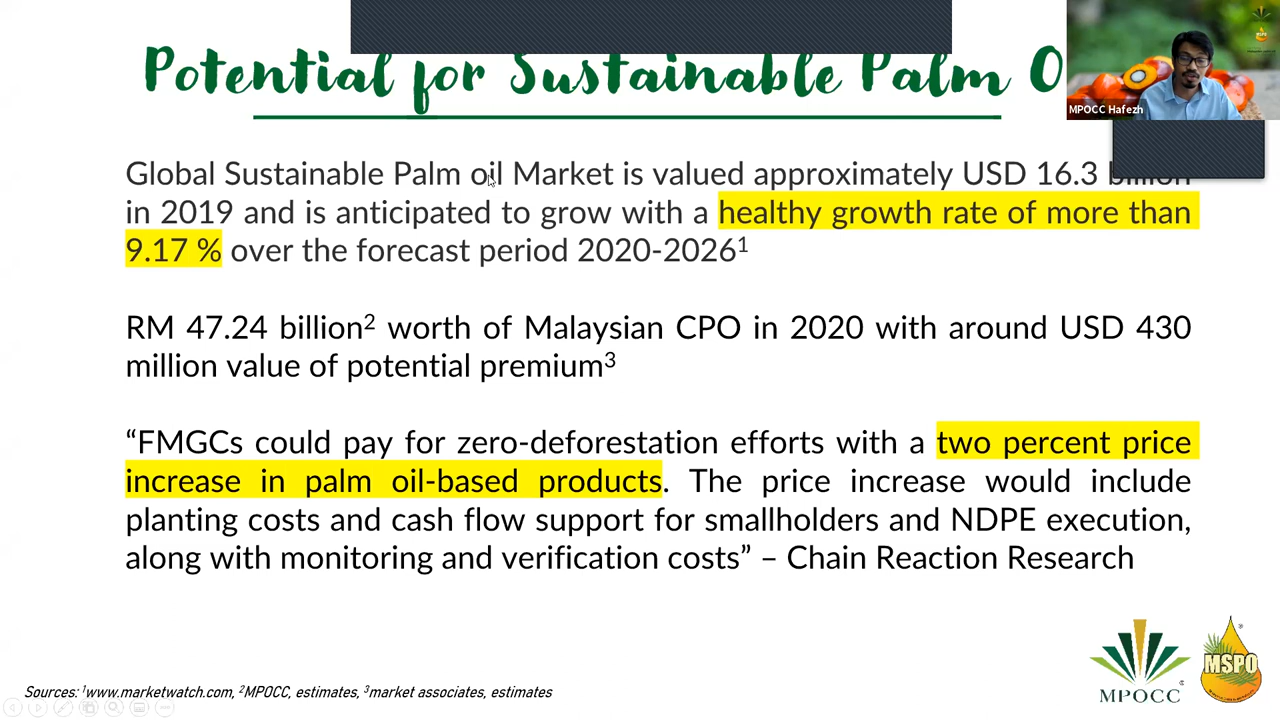 Potential for Sustainable Palm O
MPOCC Hafezh
Global Sustainable Palm oil Market is valued approximately USD 16.3 billion
in 2019 and is anticipated to grow with a healthy growth rate of more than
9.17 % over the forecast period 2020-2026¹
RM 47.24 billion² worth of Malaysian CPO in 2020 with around USD 430
million value of potential premium³
“FMGCs could pay for zero-deforestation efforts with a two percent price
increase in palm oil-based products. The price increase would include
planting costs and cash flow support for smallholders and NDPE execution,
along with monitoring and verification costs” – Chain Reaction Research
MPOCC
MSPO
Sources: ¹www.marketwatch.com, ²MPOCC, estimates, ³market associates, estimates